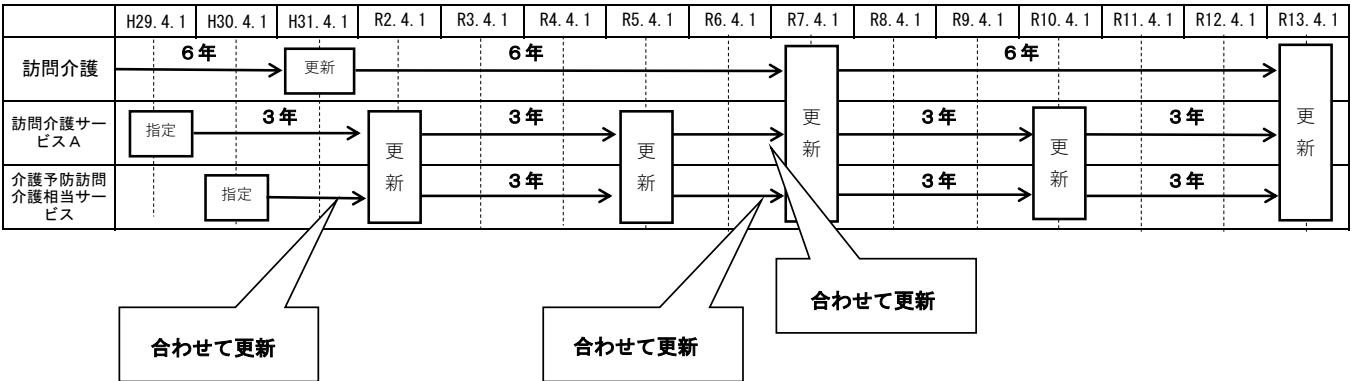 H29.4.1 H30.4.1 H31.4.1 R2.4.1 R3.4.1 R4.4.1 R5.4.1 R6.4.1 R7.4.1 R8.4.1 R9.4.1 R10.4.1 R11.4.1 R12.4.1 R13.4.1
訪問介護
6年
更新
6年
6年
訪問介護サー
ビスA
指定
3年
3年
3年
3年
介護予防訪問
介護相当サー
ビス
指定
3年
3年
3年
更新
更新
更新
更新
更新
合わせて更新
合わせて更新
合わせて更新